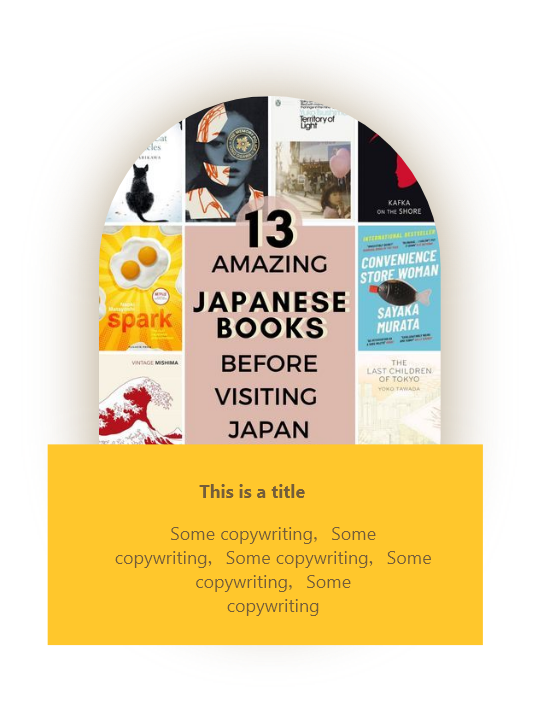 Territory of
Light
KAFKA
ON THE SHORE
13
AMAZING
JAPANESE
BOOKS
BEFORE
VISITING
JAPAN
spark
INTERNATIONAL BESTSELLER
CONVENIENCE
STORE WOMAN
SAYAKA
MURATA
VINTAGE MISHIMA
THE
LAST CHILDREN
OF TOKYO
YOKO TAWADA
This is a title
Some copywriting,  Some
copywriting,  Some copywriting,  Some
copywriting,  Some
copywriting